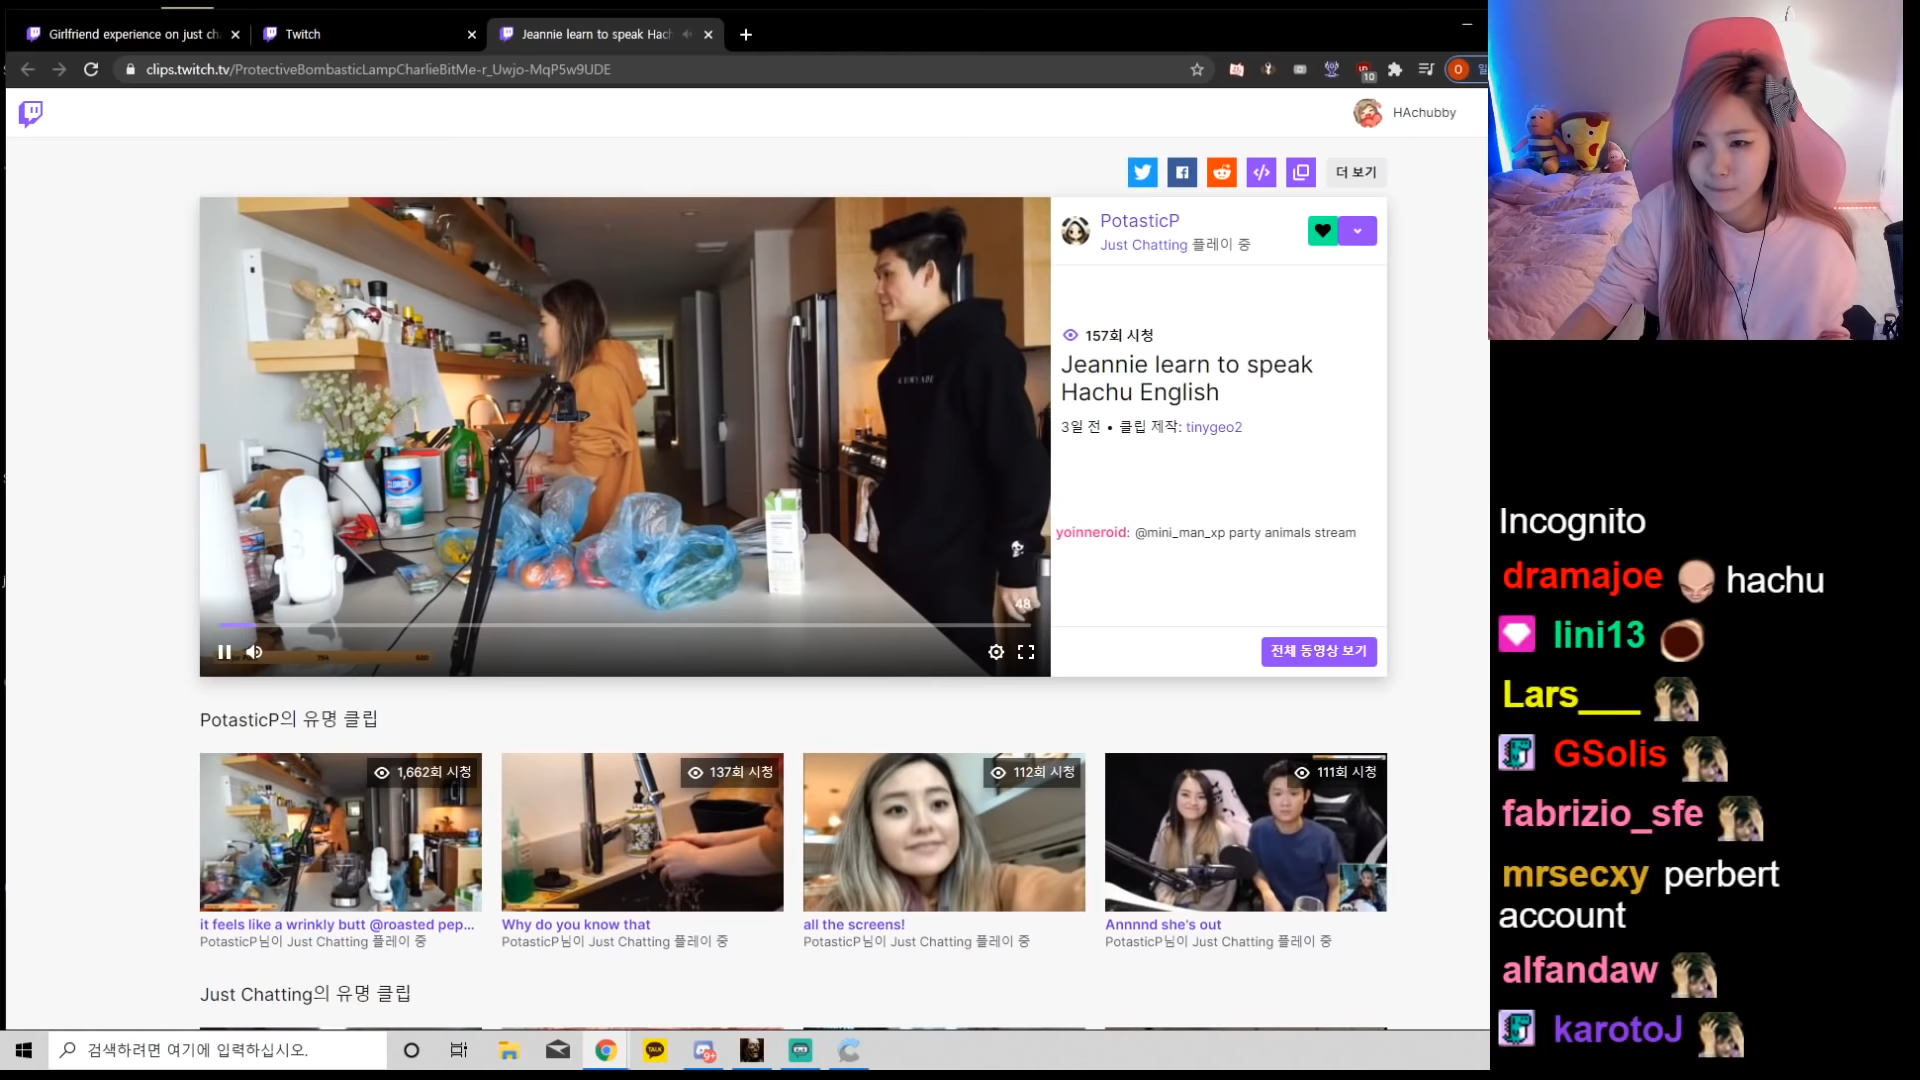 Girlfriend experience on just ch
Twitch
Jeannie learn to speak Hach
clips.twitch.tv/ProtectiveBombasticLampCharlieBitMe-r_Uwjo-MqP5w9UDE
10
O
HAchubby
더 보기
PotasticP
Just Chatting 플레이 중
157회 시청
Jeannie learn to speak
Hachu English
3일 전 • 클립 제작: tinygeo2
yoinneroid: @mini_man_xp party animals stream
CLOROX
48
전체 동영상 보기
PotasticP의 유명 클립
1,662회 시청
137회 시청
112회 시청
111회 시청
it feels like a wrinkly butt @roasted pep...
Why do you know that
all the screens!
Annnnd she's out
PotasticP님이 Just Chatting 플레이 중
PotasticP님이 Just Chatting 플레이 중
PotasticP님이 Just Chatting 플레이 중
PotasticP님이 Just Chatting 플레이 중
Just Chatting의 유명 클립
검색하려면 여기에 입력하십시오.
TALK
9+
Incognito
dramajoe hachu
lini13
Lars___
GSolis
fabrizio_sfe
mrsecxy perbert
account
alfandaw
karotoJ